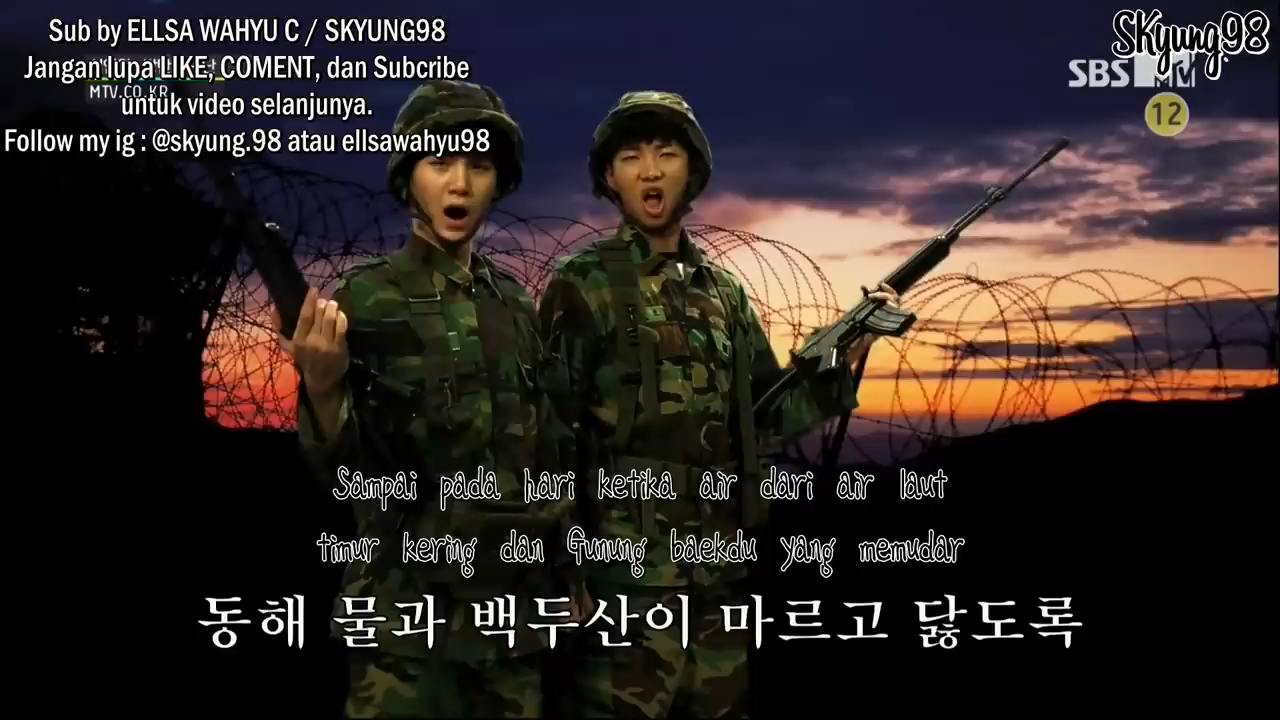 Sub by ELLSA WAHYU C / SKYUNG98
Jangan lupa LIKE, COMENT, dan Subcribe
untuk video selanjunya.
Follow my ig : @skyung.98 atau ellsawahyu98
MTV.CO.KR
SKyung98
SBS MTV
12
Sampai pada hari ketika air dari air laut
timur kering dan Gunung baekdu yang memudar
동해 물과 백두산이 마르고 닳도록